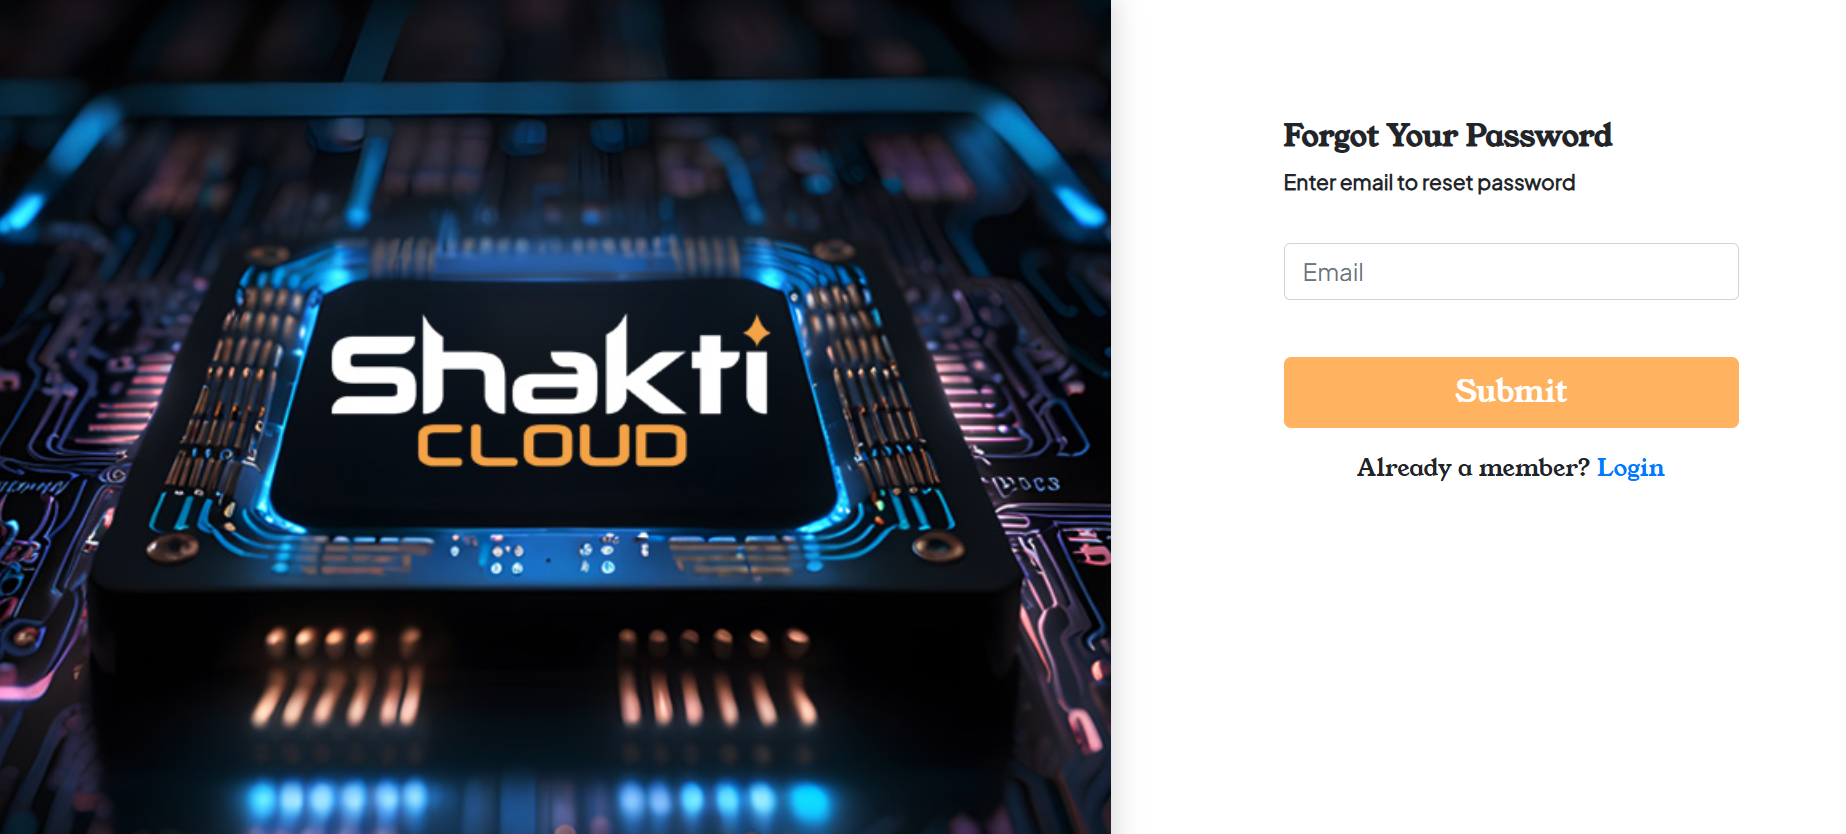 Shakti
CLOUD
Forgot Your Password
Enter email to reset password
Email
Submit
Already a member? Login